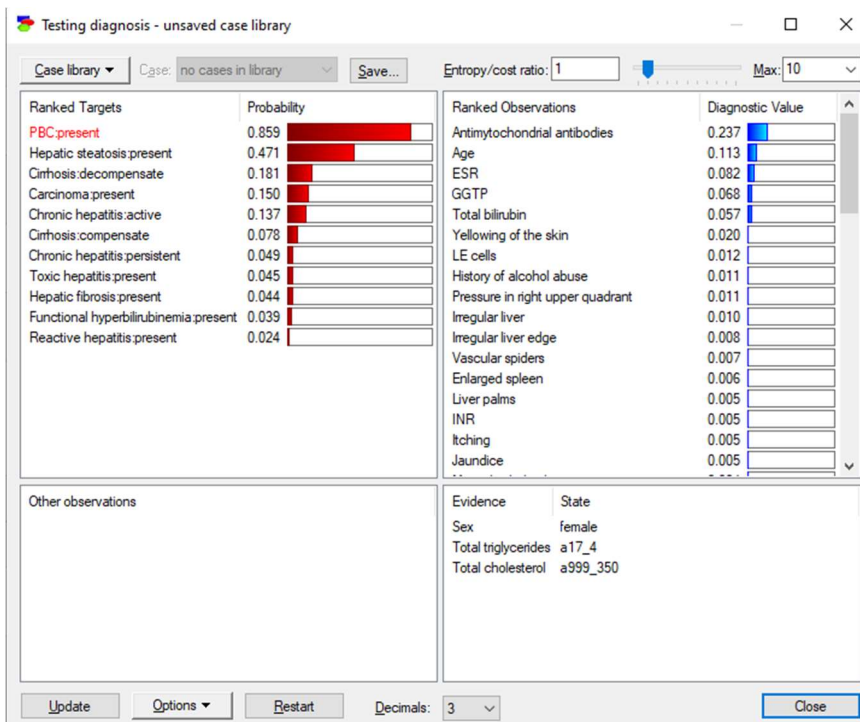 Testing diagnosis - unsaved case library
Case library Case: no cases in library Save... Entropy/cost ratio: 1 Max: 10
Ranked Targets Probability
PBC:present 0.859
Hepatic steatosis:present 0.471
Cirrhosis:decompensate 0.181
Carcinoma:present 0.150
Chronic hepatitis:active 0.137
Cirrhosis:compensate 0.078
Chronic hepatitis:persistent 0.049
Toxic hepatitis:present 0.045
Hepatic fibrosis:present 0.044
Functional hyperbilirubinemia:present 0.039
Reactive hepatitis:present 0.024
Ranked Observations Diagnostic Value
Antimytochondrial antibodies 0.237
Age 0.113
ESR 0.082
GGTP 0.068
Total bilirubin 0.057
Yellowing of the skin 0.020
LE cells 0.012
History of alcohol abuse 0.011
Pressure in right upper quadrant 0.011
Irregular liver 0.010
Irregular liver edge 0.008
Vascular spiders 0.007
Enlarged spleen 0.006
Liver palms 0.005
INR 0.005
Itching 0.005
Jaundice 0.005
Other observations
Evidence State
Sex female
Total triglycerides a17_4
Total cholesterol a999_350
Update Options Restart Decimals: 3 Close